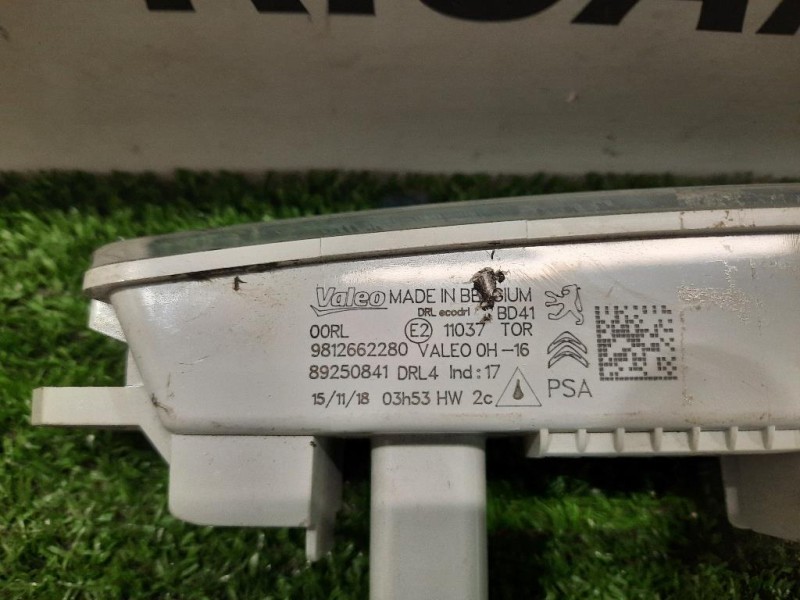 Valeo MADE IN BELGIUM
DRL ecodri BD41
00RL E2 11037 TOR
9812662280 VALEO 0H-16
89250841 DRL4 Ind:17
15/11/18 03h53 HW 2c
PSA